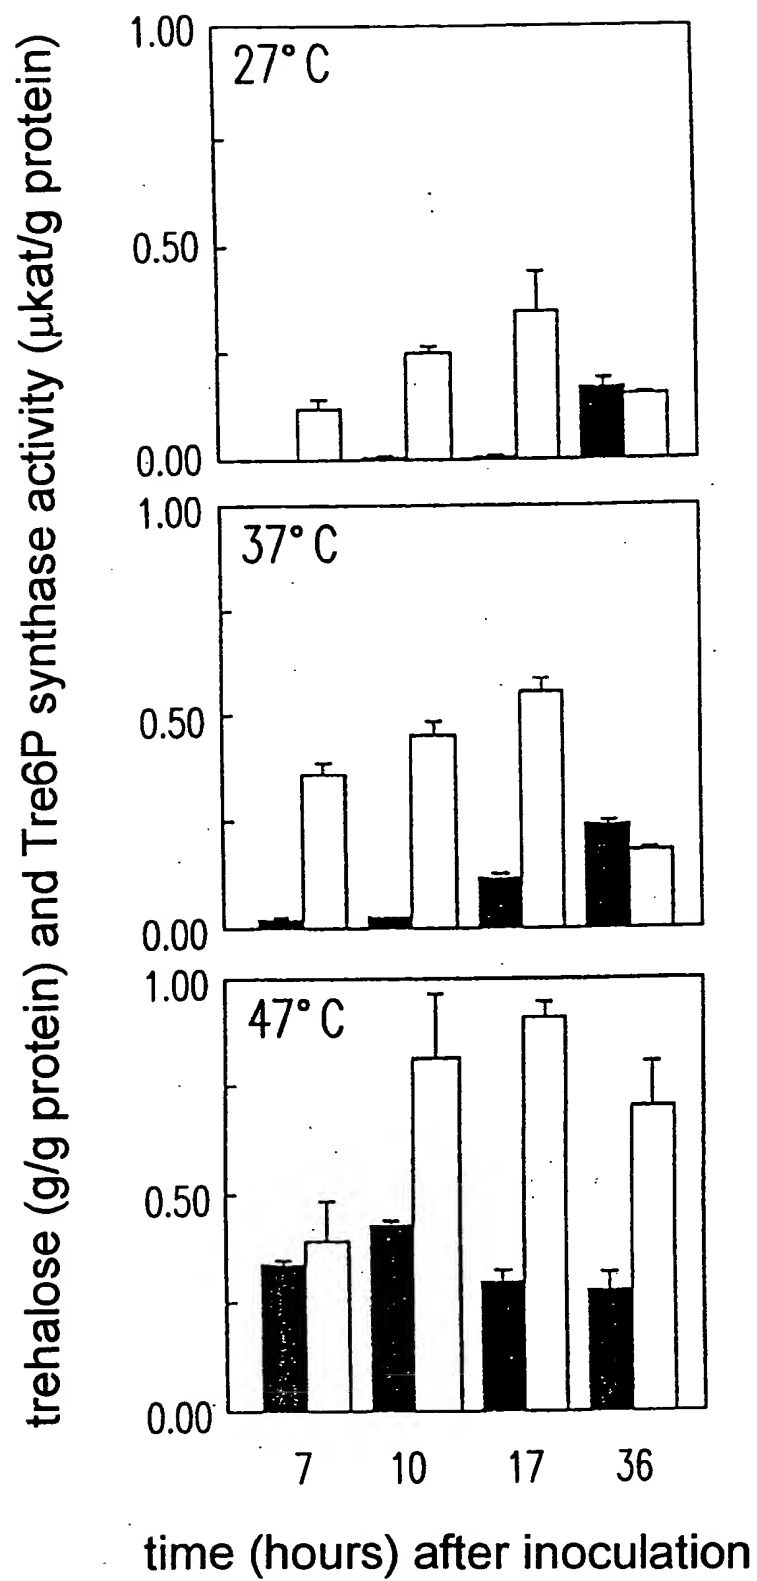 trehalose (g/g protein) and Tre6P synthase activity (μkat/g protein)
1.00
27°C
0.50
0.00
1.00
37°C
0.50
0.00
1.00
47°C
0.50
0.00
7 10 17 36
time (hours) after inoculation